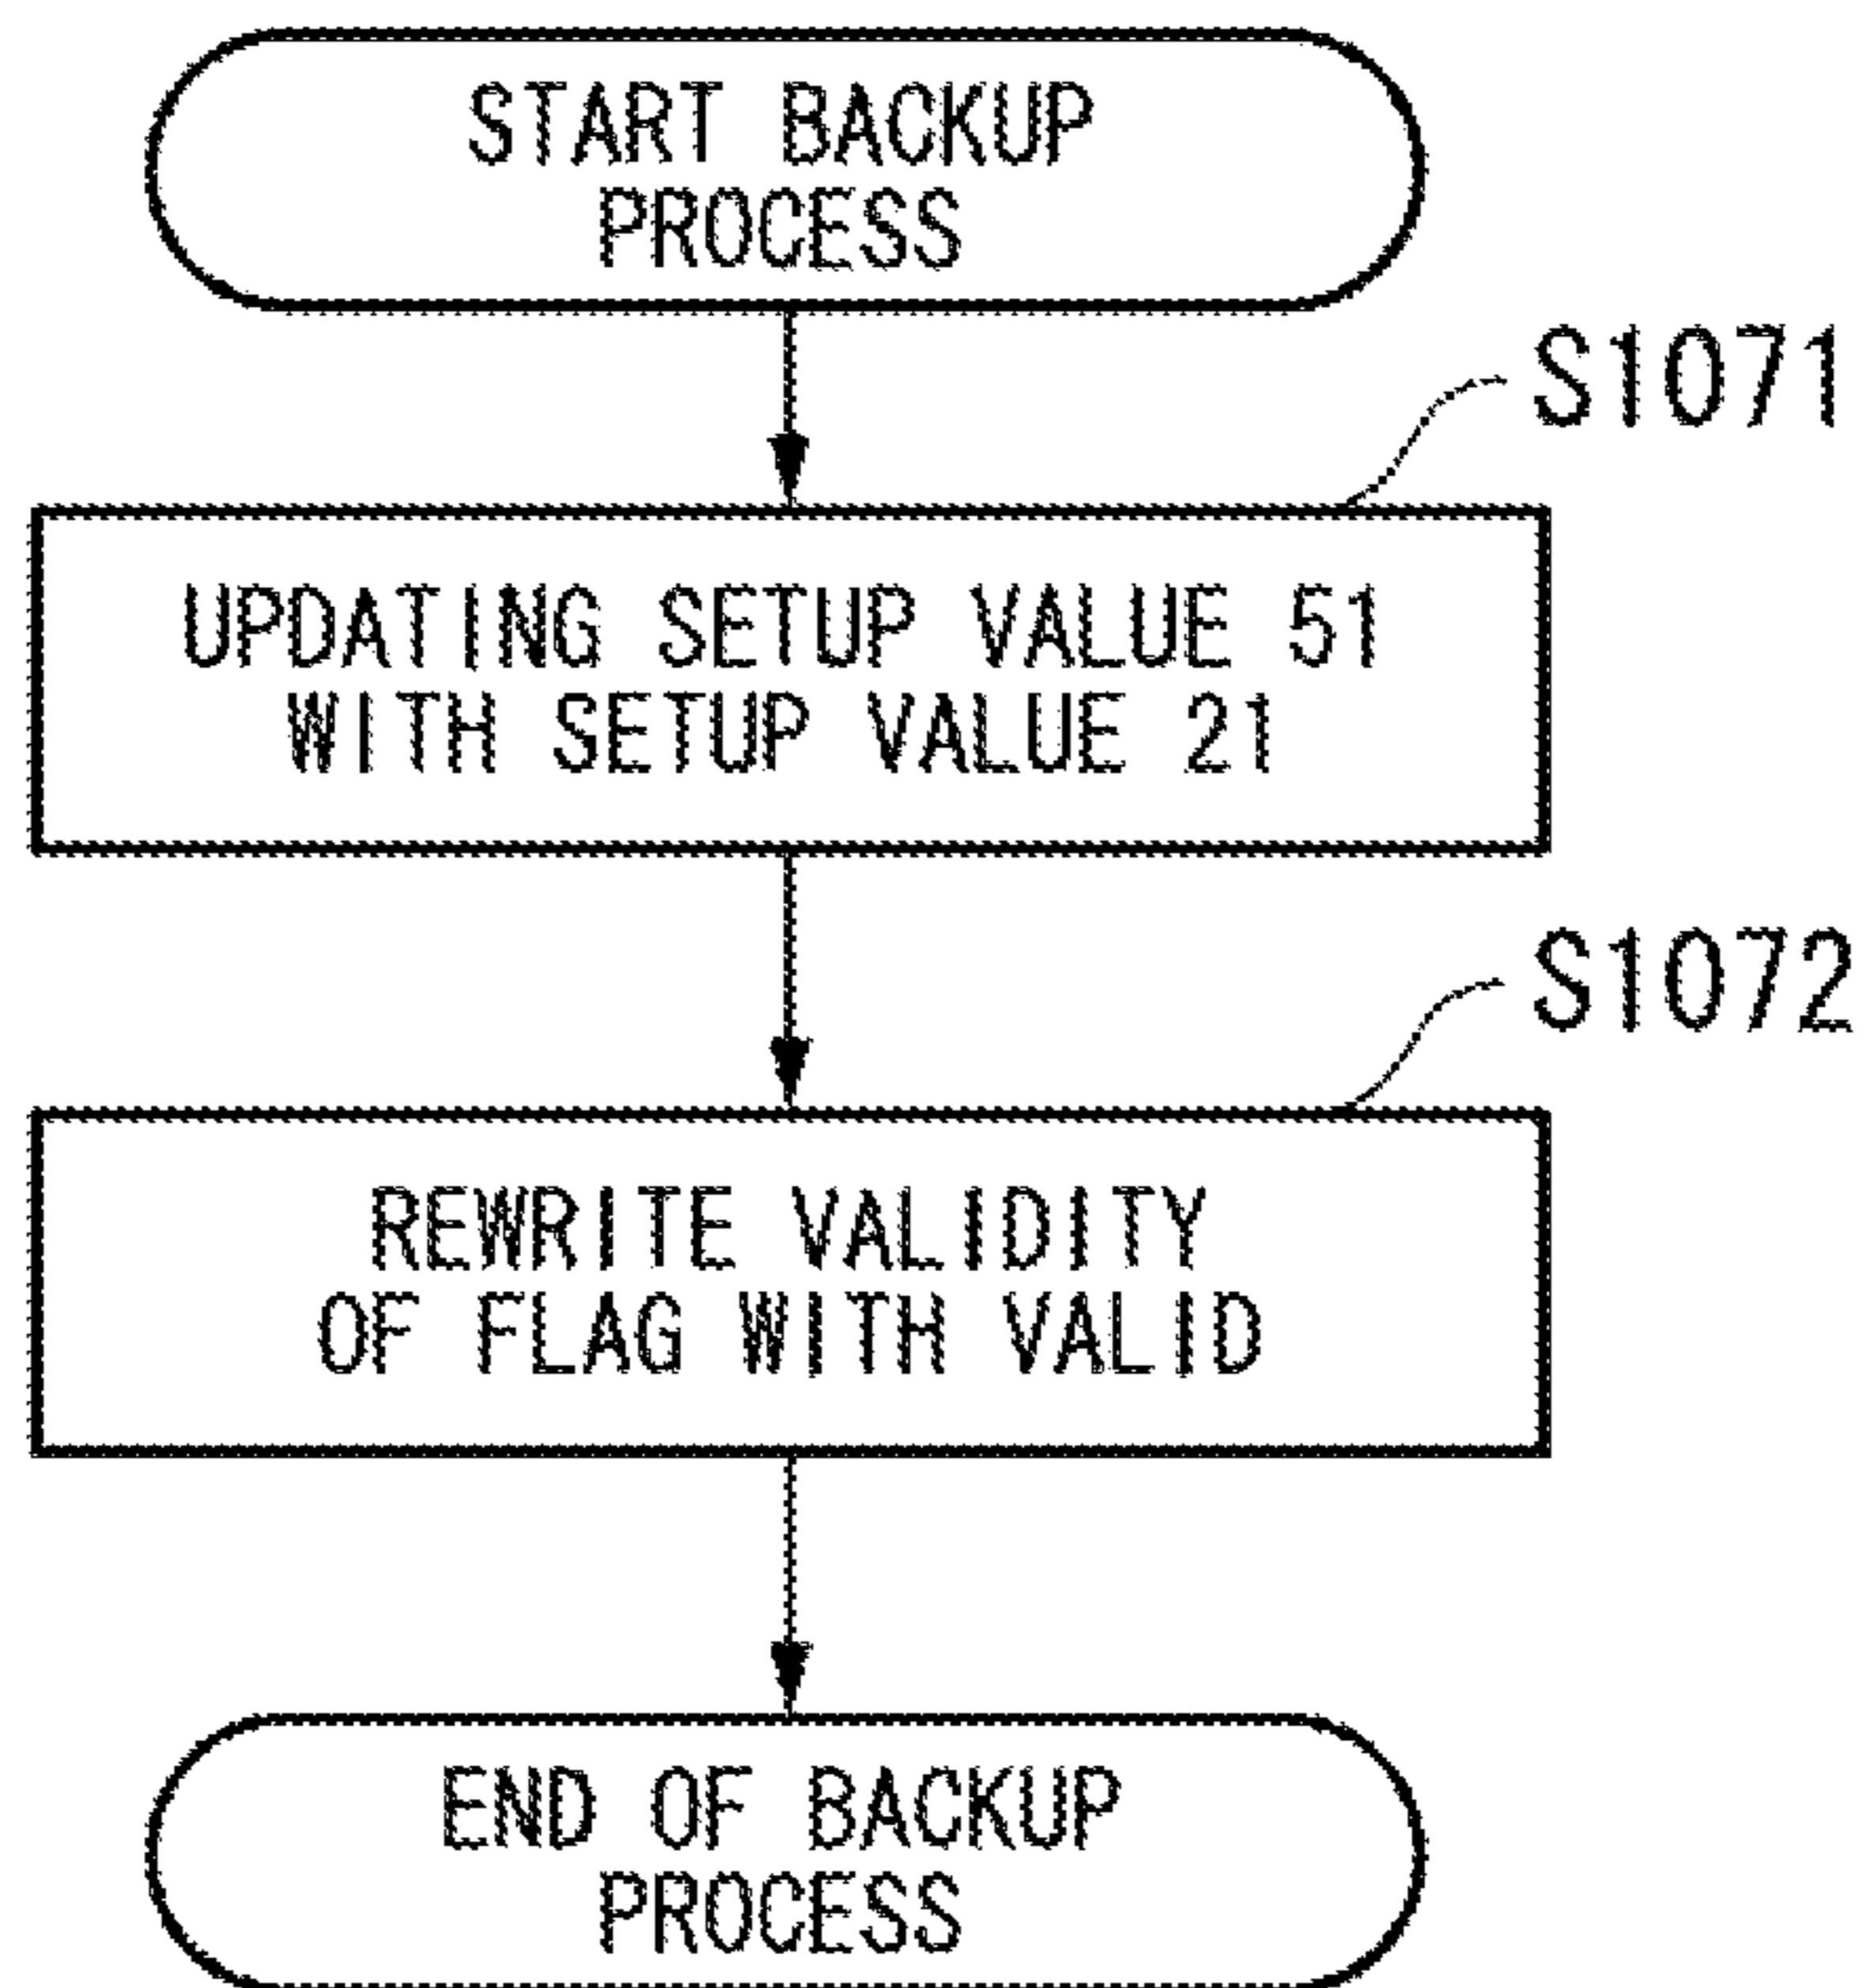 START BACKUP
PROCESS
S1071
UPDATING SETUP VALUE 51
WITH SETUP VALUE 21
S1072
REWRITE VALIDITY
OF FLAG WITH VALID
END OF BACKUP
PROCESS